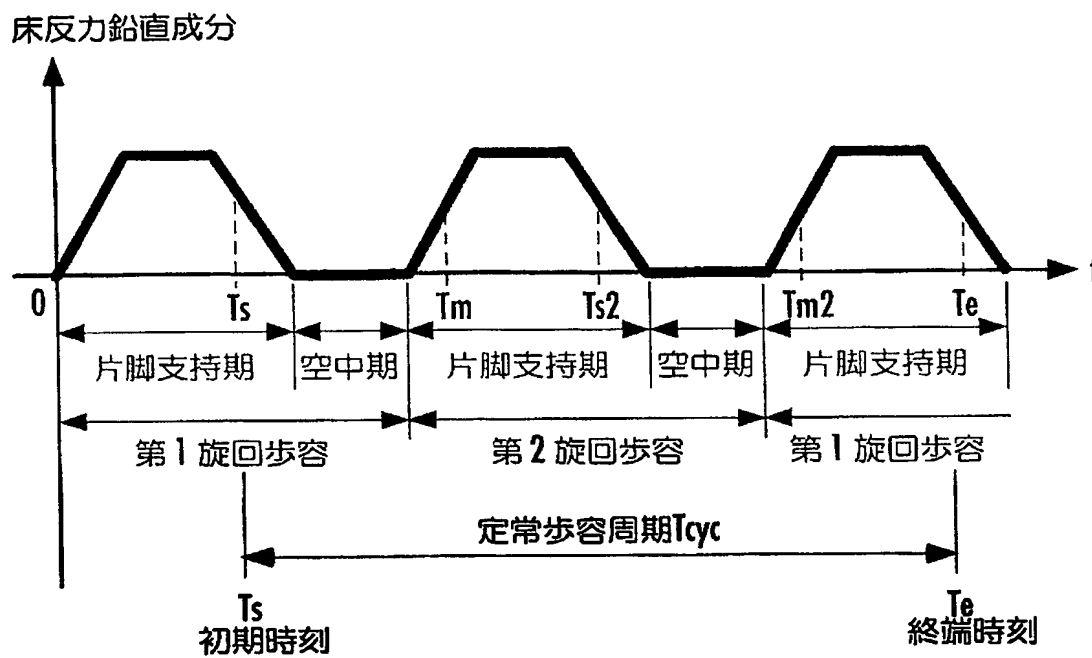 床反力鉛直成分
0 Ts Tm Ts2 Tm2 Te t
片脚支持期 空中期 片脚支持期 空中期 片脚支持期
第1旋回歩容 第2旋回歩容 第1旋回歩容
定常歩容周期Tcyc
Ts Te
初期時刻 終端時刻